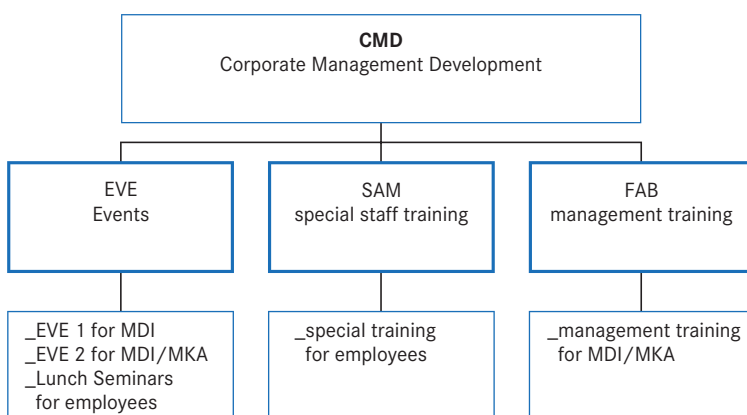 CMD
Corporate Management Development
EVE
Events
SAM
special staff training
FAB
management training
_EVE 1 for MDI
_EVE 2 for MDI/MKA
_Lunch Seminars
for employees
_special training
for employees
_management training
for MDI/MKA